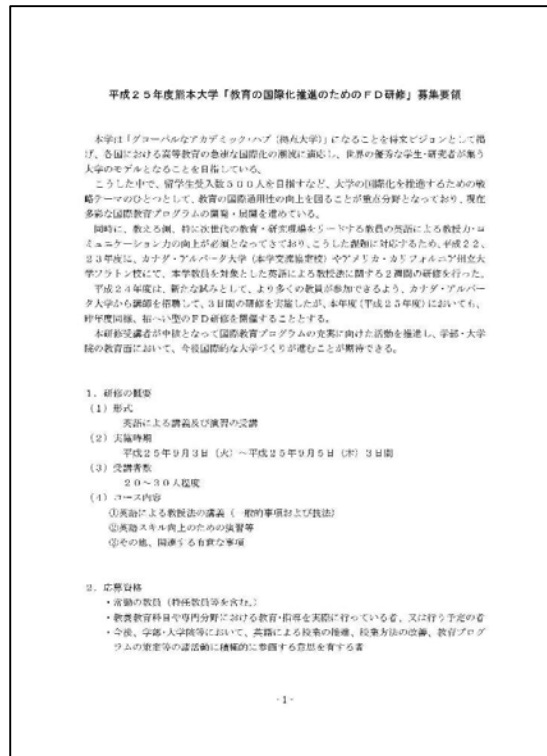 平成25年度熊本大学「教育の国際化推進のためのFD研修」募集要領
本学は「グローバルなアカデミック・ハブ(拠点大学)」になることを将来ビジョンとして掲
げ、各国における高等教育の急速な国際化の潮流に適応し、世界の優秀な学生・研究者が集う
大学のモデルとなることを目指している。
こうした中で、留学生受入数500人を目指すなど、大学の国際化を推進するための戦
略テーマのひとつとして、教育の国際通用性の向上を図ることが重点分野となっており、現在
多彩な国際教育プログラムの開発・展開を進めている。
同時に、教える側、特に次世代の教育・研究現場をリードする教員の英語による教授力・コ
ミュニケーション力の向上が必須となってきており、こうした課題に対応するため、平成22、
23年度に、カナダ・アルバータ大学(本学交流協定校)やアメリカ・カリフォルニア州立大
学フラトン校にて、本学教員を対象とした英語による教授法に関する2週間の研修を行った。
平成24年度は、新たな試みとして、より多くの教員が参加できるよう、カナダ・アルバー
タ大学から講師を招聘して、3日間の研修を実施したが、本年度(平成25年度)においても、
昨年度同様、招へい型のFD研修を開催することとする。
本研修受講者が中核となって国際教育プログラムの充実に向けた活動を推進し、学部・大学
院の教育面において、今後国際的な大学づくりが進むことが期待できる。
1.研修の概要
(1)形式
英語による講義及び演習の受講
(2)実施時期
平成25年9月3日(火)~平成25年9月5日(木)3日間
(3)受講者数
20~30人程度
(4)コース内容
①英語による教授法の講義(一般的事項および技法)
②英語スキル向上のための演習等
③その他、関連する有意な事項
2.応募資格
・常勤の教員(特任教員等を含む。)
・教養教育科目や専門分野における教育・指導を実際に行っている者、又は行う予定の者
・今後、学部・大学院等において、英語による授業の推進、授業方法の改善、教育プログ
ラムの策定等の諸活動に積極的に参画する意思を有する者
-1-